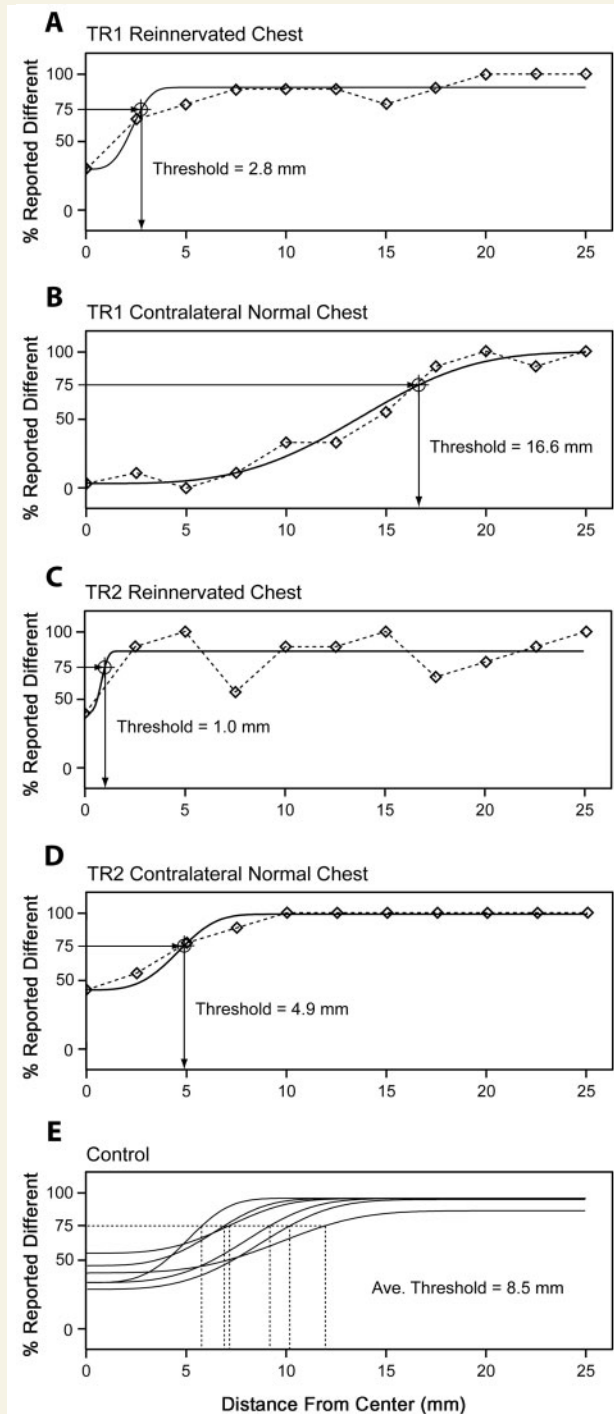 A
TR1 Reinnervated Chest
% Reported Different
100
75
50
0
Threshold = 2.8 mm
0 5 10 15 20 25
B
TR1 Contralateral Normal Chest
% Reported Different
100
75
50
0
Threshold = 16.6 mm
0 5 10 15 20 25
C
TR2 Reinnervated Chest
% Reported Different
100
75
50
0
Threshold = 1.0 mm
0 5 10 15 20 25
D
TR2 Contralateral Normal Chest
% Reported Different
100
75
50
0
Threshold = 4.9 mm
0 5 10 15 20 25
E
Control
% Reported Different
100
75
50
0
Ave. Threshold = 8.5 mm
0 5 10 15 20 25
Distance From Center (mm)